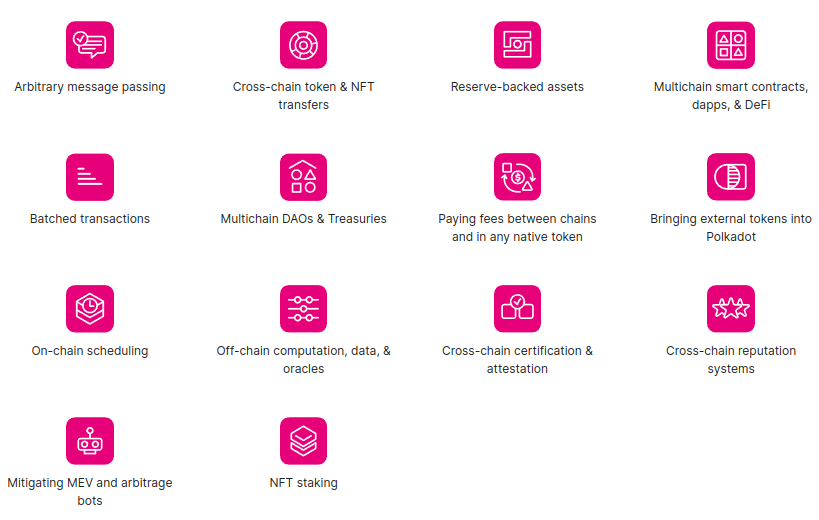 Arbitrary message passing
Cross-chain token & NFT
transfers
Reserve-backed assets
Multichain smart contracts,
dapps, & DeFi
Batched transactions
Multichain DAOs & Treasuries
Paying fees between chains
and in any native token
Bringing external tokens into
Polkadot
On-chain scheduling
Off-chain computation, data, &
oracles
Cross-chain certification &
attestation
Cross-chain reputation
systems
Mitigating MEV and arbitrage
bots
NFT staking